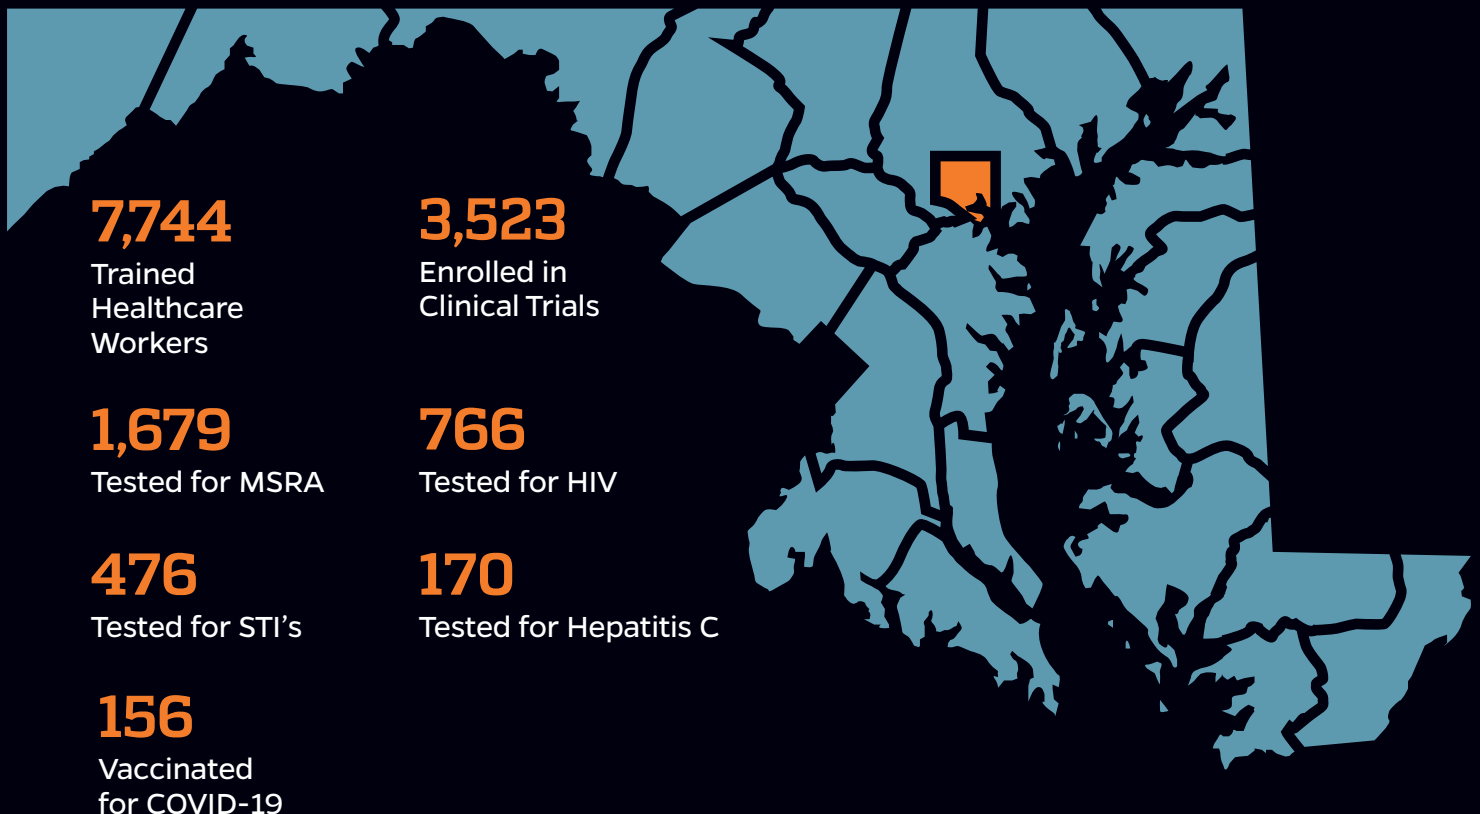 7,744
Trained
Healthcare
Workers
3,523
Enrolled in
Clinical Trials
1,679
Tested for MSRA
766
Tested for HIV
476
Tested for STI’s
170
Tested for Hepatitis C
156
Vaccinated
for COVID-19